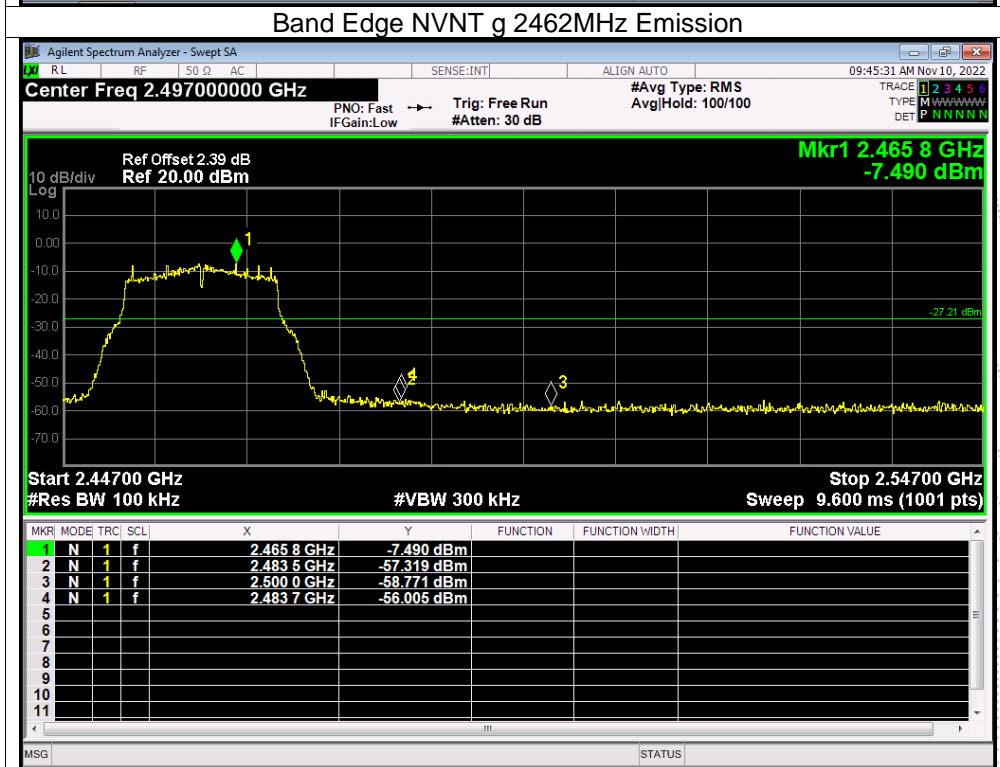 Band Edge NVNT g 2462MHz Emission
Agilent Spectrum Analyzer - Swept SA
LXI RL RF 50 Ω AC SENSE:INT ALIGN AUTO 09:45:31 AM Nov 10, 2022
Center Freq 2.497000000 GHz #Avg Type: RMS TRACE 1 2 3 4 5 6
PNO: Fast Trig: Free Run Avg|Hold: 100/100 TYPE M WWWWW
IFGain:Low #Atten: 30 dB DET P N N N N N
Mkr1 2.465 8 GHz
Ref Offset 2.39 dB
10 dB/div Ref 20.00 dBm -7.490 dBm
Log
10.0
0.00
1
-10.0
-20.0
-27.21 dBm
-30.0
-40.0
-50.0
4
2
3
-60.0
-70.0
Start 2.44700 GHz Stop 2.54700 GHz
#Res BW 100 kHz #VBW 300 kHz Sweep 9.600 ms (1001 pts)
MKR MODE TRC SCL X Y FUNCTION FUNCTION WIDTH FUNCTION VALUE
1 N 1 f 2.465 8 GHz -7.490 dBm
2 N 1 f 2.483 5 GHz -57.319 dBm
3 N 1 f 2.500 0 GHz -58.771 dBm
4 N 1 f 2.483 7 GHz -56.005 dBm
5
6
7
8
9
10
11
MSG STATUS